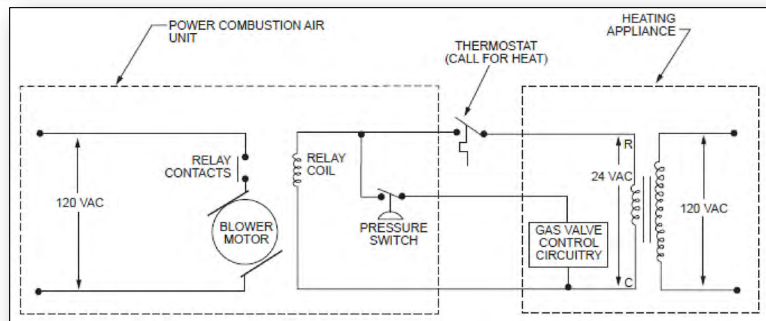 POWER COMBUSTION AIR
UNIT
HEATING
APPLIANCE
THERMOSTAT
(CALL FOR HEAT)
RELAY
CONTACTS
RELAY
COIL
R
120 VAC
24 VAC
120 VAC
BLOWER
MOTOR
PRESSURE
SWITCH
GAS VALVE
CONTROL
CIRCUITRY
C